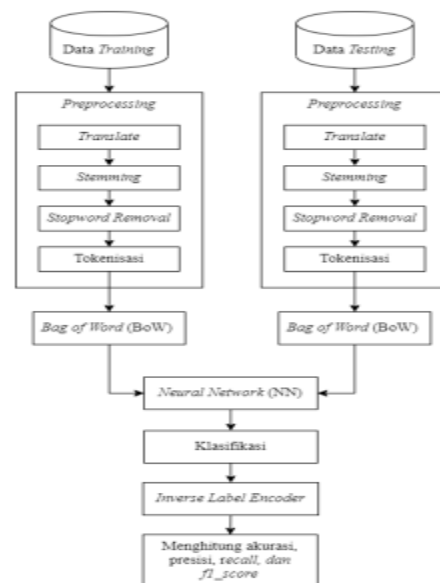 Data Training
Preprocessing
Translate
Stemming
Stopword Removal
Tokenisasi
Bag of Word (BoW)
Data Testing
Preprocessing
Translate
Stemming
Stopword Removal
Tokenisasi
Bag of Word (BoW)
Neural Network (NN)
Klasifikasi
Inverse Label Encoder
Menghitung akurasi,
presisi, recall, dan
f1_score